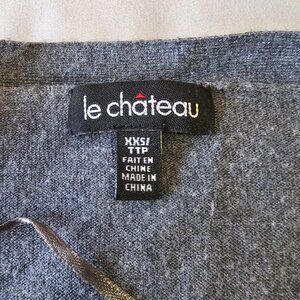 le château
XXS/
TTP
FAIT EN
CHINE
MADE IN
CHINA